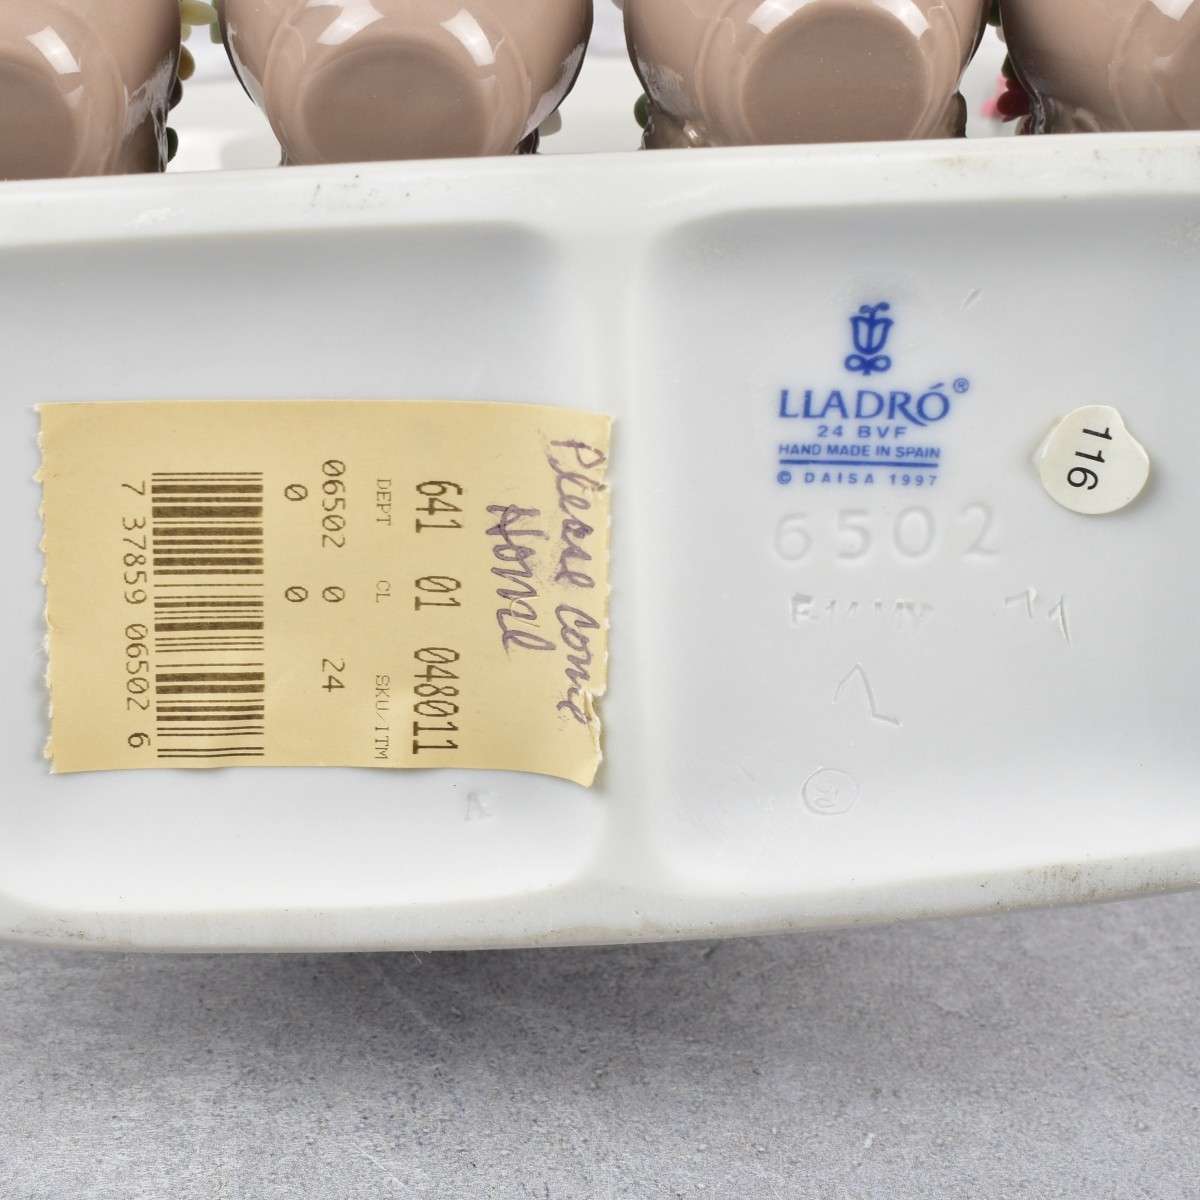 Please come
Home
641 01 048011
DEPT CL SKU/ITM
06502 0 24
0 0
7 37859 06502 6
LLADRÓ®
24 BVF
HAND MADE IN SPAIN
© DAISA 1997
116
6502
R